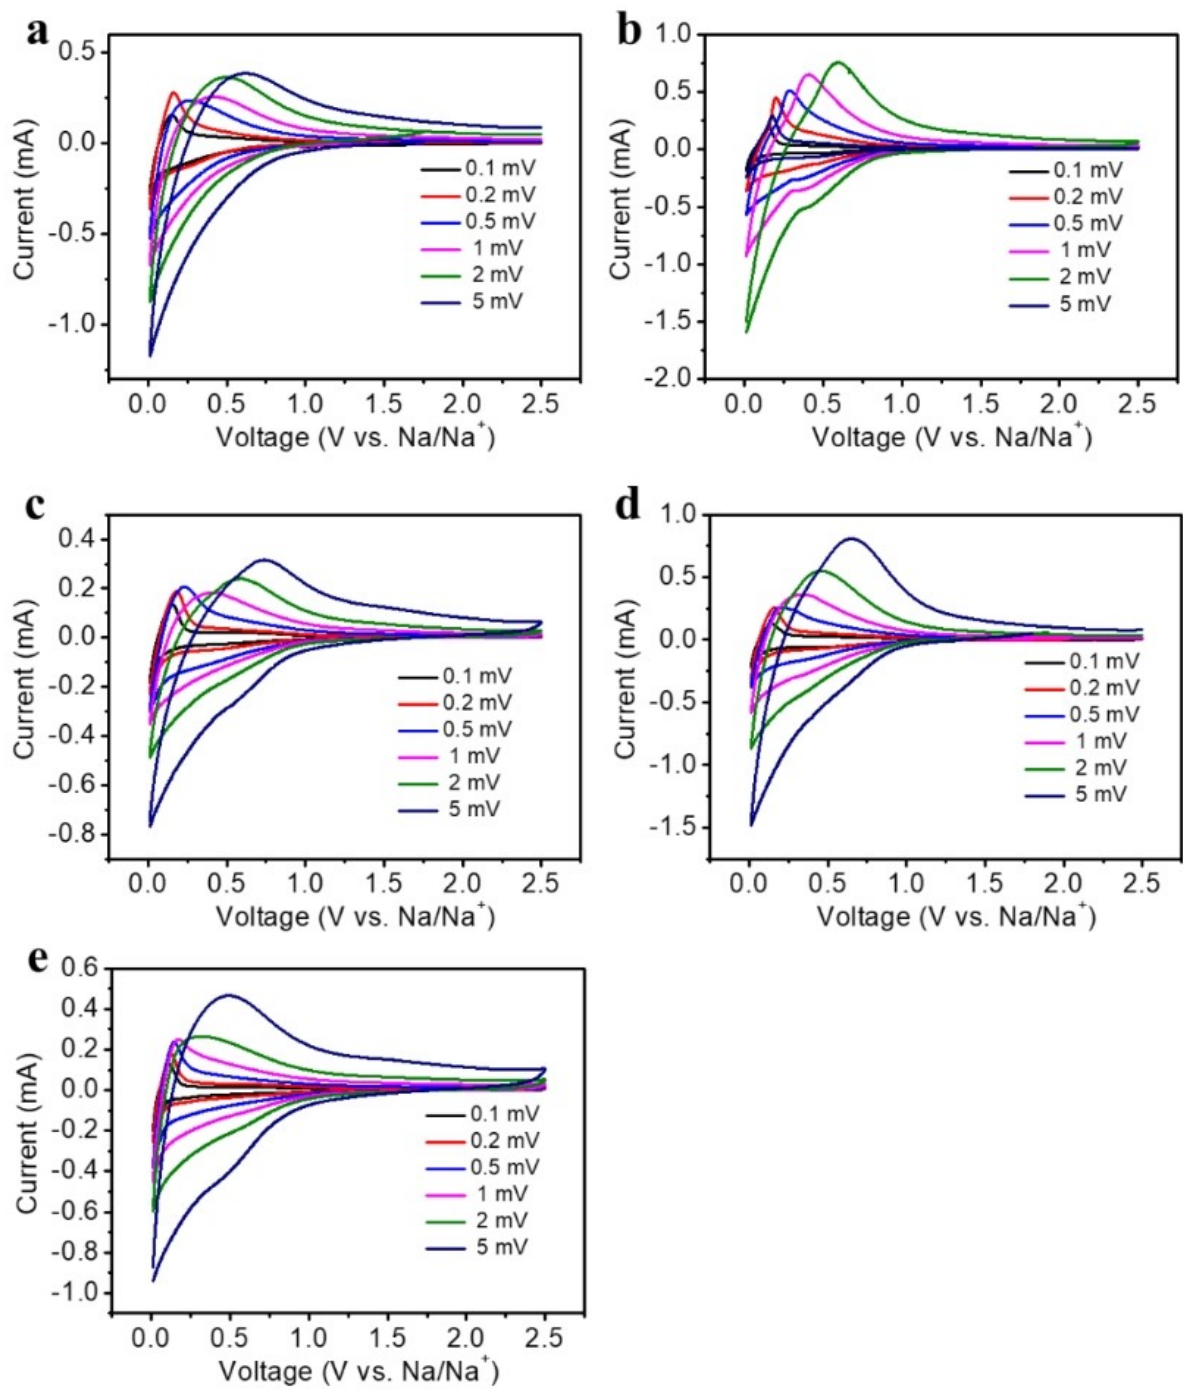 a
0.5
0.0
-0.5
-1.0
Current (mA)
0.1 mV
0.2 mV
0.5 mV
1 mV
2 mV
5 mV
0.0 0.5 1.0 1.5 2.0 2.5
Voltage (V vs. Na/Na⁺)
b
1.0
0.5
0.0
-0.5
-1.0
-1.5
-2.0
Current (mA)
0.1 mV
0.2 mV
0.5 mV
1 mV
2 mV
5 mV
0.0 0.5 1.0 1.5 2.0 2.5
Voltage (V vs. Na/Na⁺)
c
0.4
0.2
0.0
-0.2
-0.4
-0.6
-0.8
Current (mA)
0.1 mV
0.2 mV
0.5 mV
1 mV
2 mV
5 mV
0.0 0.5 1.0 1.5 2.0 2.5
Voltage (V vs. Na/Na⁺)
d
1.0
0.5
0.0
-0.5
-1.0
-1.5
Current (mA)
0.1 mV
0.2 mV
0.5 mV
1 mV
2 mV
5 mV
0.0 0.5 1.0 1.5 2.0 2.5
Voltage (V vs. Na/Na⁺)
e
0.6
0.4
0.2
0.0
-0.2
-0.4
-0.6
-0.8
-1.0
Current (mA)
0.1 mV
0.2 mV
0.5 mV
1 mV
2 mV
5 mV
0.0 0.5 1.0 1.5 2.0 2.5
Voltage (V vs. Na/Na⁺)